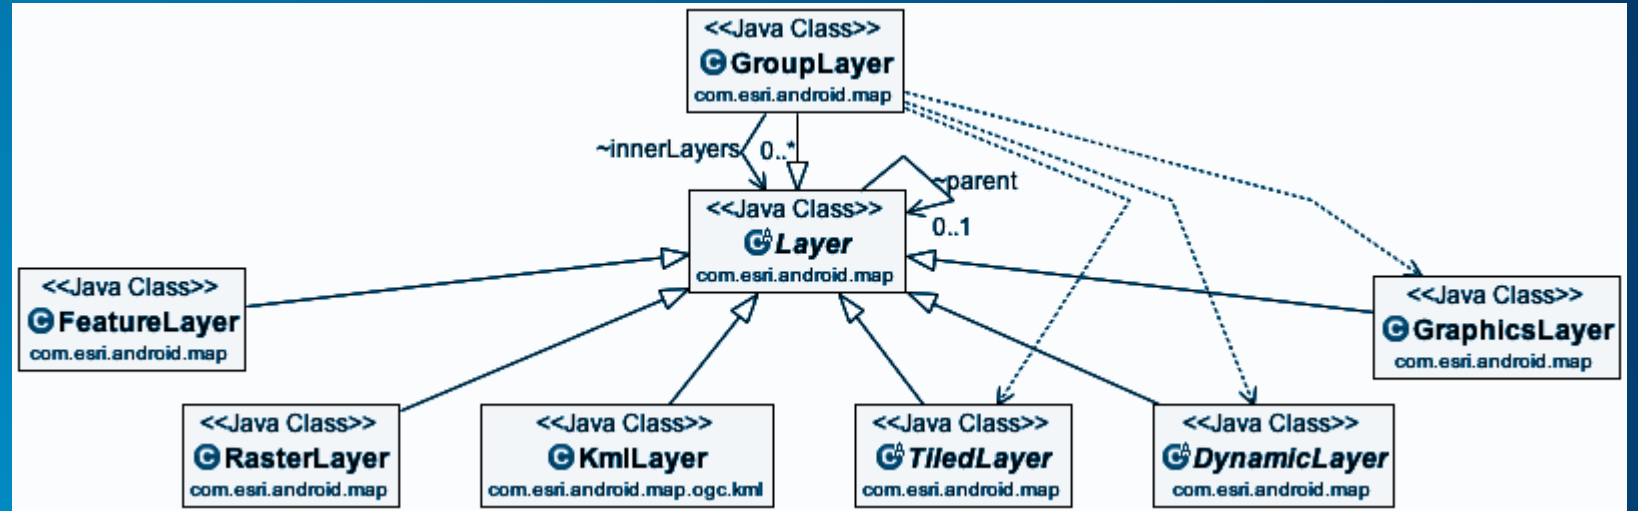 <<Java Class>>
GroupLayer
com.esri.android.map
~innerLayers
0..*
~parent
0..1
<<Java Class>>
Layer
com.esri.android.map
<<Java Class>>
FeatureLayer
com.esri.android.map
<<Java Class>>
GraphicsLayer
com.esri.android.map
<<Java Class>>
RasterLayer
com.esri.android.map
<<Java Class>>
KmlLayer
com.esri.android.map.ogc.kml
<<Java Class>>
TiledLayer
com.esri.android.map
<<Java Class>>
DynamicLayer
com.esri.android.map